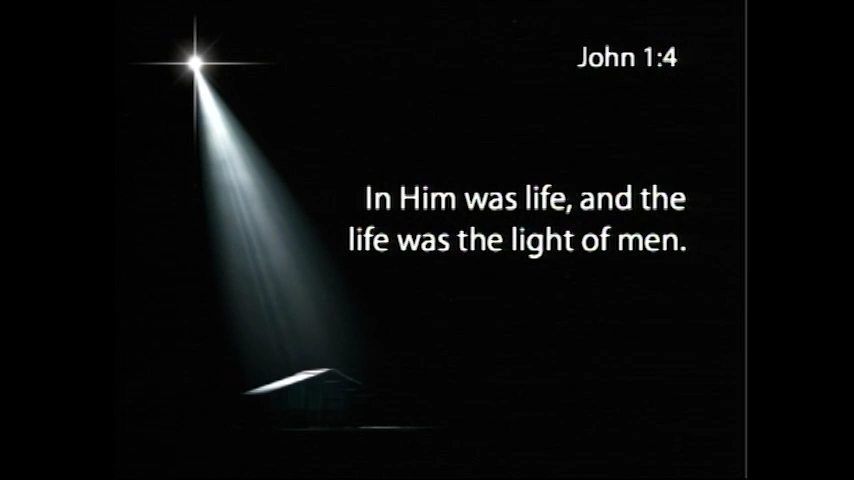 John 1:4
In Him was life, and the
life was the light of men.